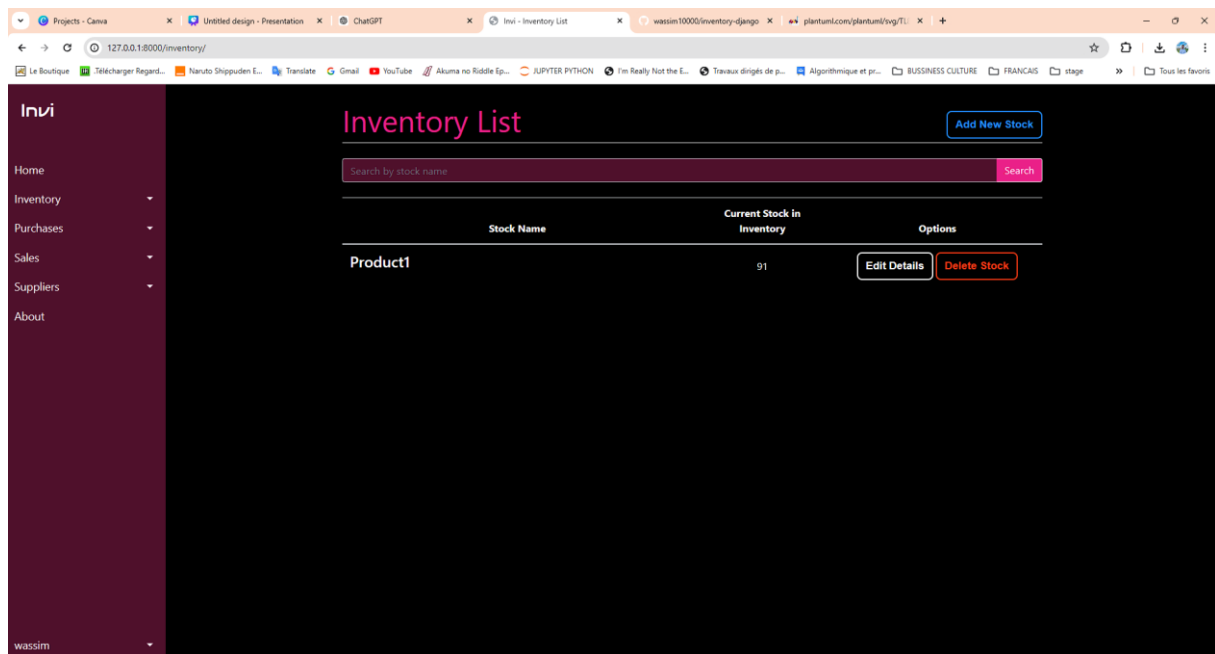 Projects - Canva
Untitled design - Presentation
ChatGPT
Invi - Inventory List
wassim10000/inventory-django
plantuml.com/plantuml/svg/TL
127.0.0.1:8000/inventory/
Le Boutique
.Télécharger Regard...
Naruto Shippuden E...
Translate
Gmail
YouTube
Akuma no Riddle Ep...
JUPYTER PYTHON
I'm Really Not the E...
Travaux dirigés de p...
Algorithmique et pr...
BUSSINESS CULTURE
FRANCAIS
stage
Tous les favoris
Invi
Home
Inventory
Purchases
Sales
Suppliers
About
wassim
Inventory List
Add New Stock
Search by stock name
Search
Stock Name
Current Stock in
Inventory
Options
Product1
91
Edit Details
Delete Stock